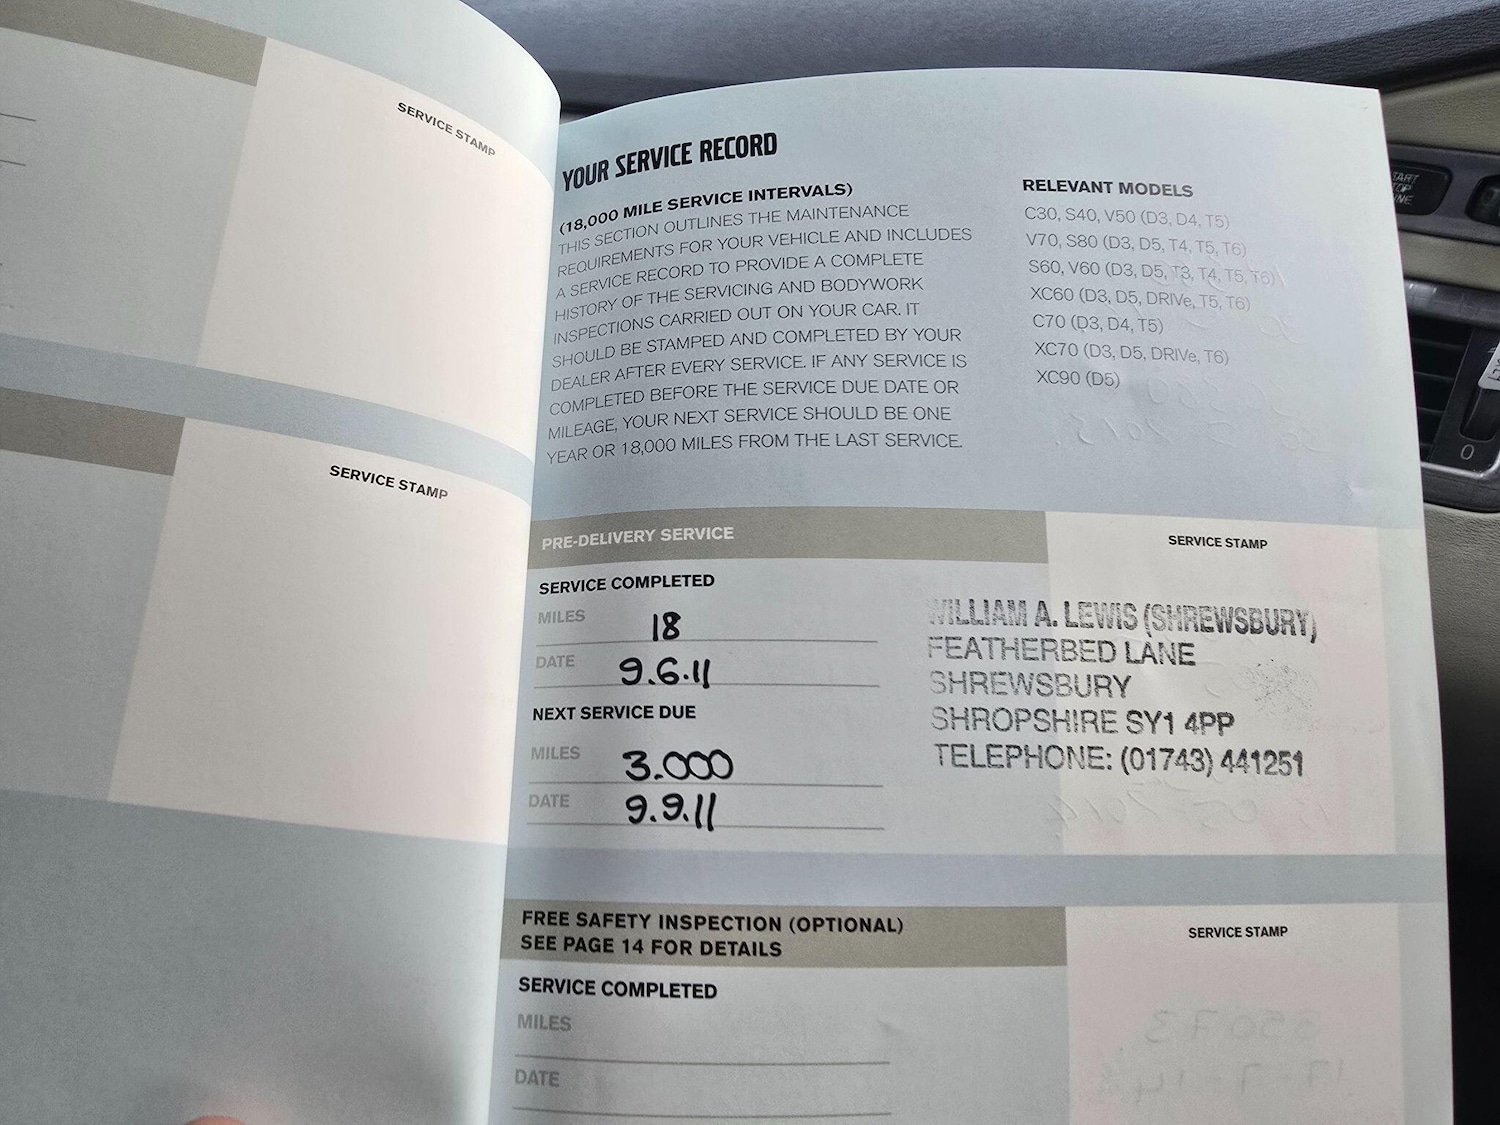 SERVICE STAMP
SERVICE STAMP
YOUR SERVICE RECORD
(18,000 MILE SERVICE INTERVALS)
THIS SECTION OUTLINES THE MAINTENANCE
REQUIREMENTS FOR YOUR VEHICLE AND INCLUDES
A SERVICE RECORD TO PROVIDE A COMPLETE
HISTORY OF THE SERVICING AND BODYWORK
INSPECTIONS CARRIED OUT ON YOUR CAR. IT
SHOULD BE STAMPED AND COMPLETED BY YOUR
DEALER AFTER EVERY SERVICE. IF ANY SERVICE IS
COMPLETED BEFORE THE SERVICE DUE DATE OR
MILEAGE, YOUR NEXT SERVICE SHOULD BE ONE
YEAR OR 18,000 MILES FROM THE LAST SERVICE.
RELEVANT MODELS
C30, S40, V50 (D3, D4, T5)
V70, S80 (D3, D5, T4, T5, T6)
S60, V60 (D3, D5, T3, T4, T5, T6)
XC60 (D3, D5, DRIVe, T5, T6)
C70 (D3, D4, T5)
XC70 (D3, D5, DRIVe, T6)
XC90 (D5)
PRE-DELIVERY SERVICE
SERVICE COMPLETED
MILES 18
DATE 9.6.11
NEXT SERVICE DUE
MILES 3.000
DATE 9.9.11
SERVICE STAMP
WILLIAM A. LEWIS (SHREWSBURY)
FEATHERBED LANE
SHREWSBURY
SHROPSHIRE SY1 4PP
TELEPHONE: (01743) 441251
FREE SAFETY INSPECTION (OPTIONAL)
SEE PAGE 14 FOR DETAILS
SERVICE COMPLETED
MILES
DATE
SERVICE STAMP
0